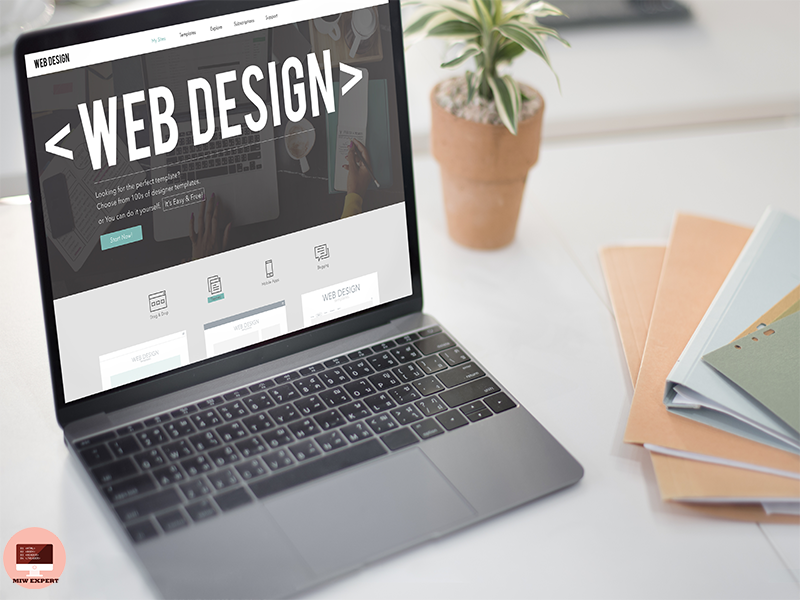 WEB DESIGN
My Sites Templates Explore Subscriptions Support
<WEB DESIGN>
Looking for the perfect template?
Choose from 100s of designer templates.
or You can do it yourself. It's Easy & Free!
Start Now!
Drag & Drop Mobile Apps Blogging
WEB DESIGN WEB DESIGN WEB DESIGN
MIW EXPERT